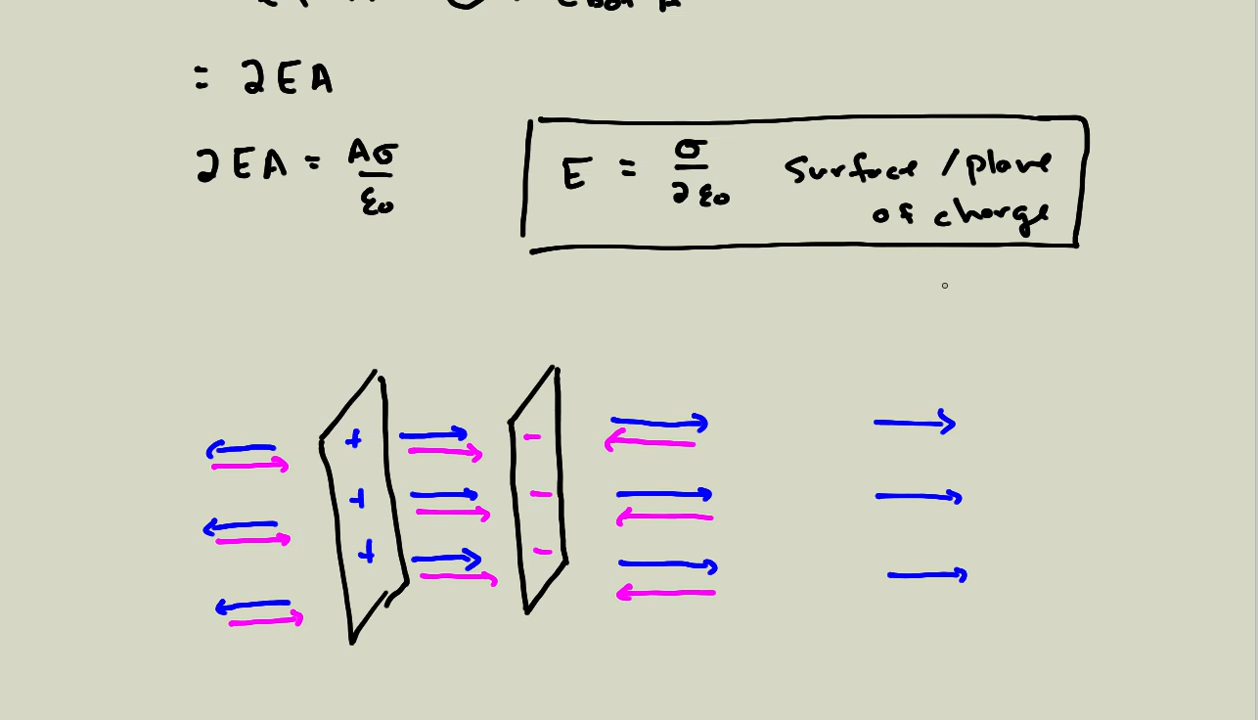 = 2EA
2EA = Aσ/ε₀
E = σ/2ε₀ surface / plane
of charge
+ -
+ -
+ -